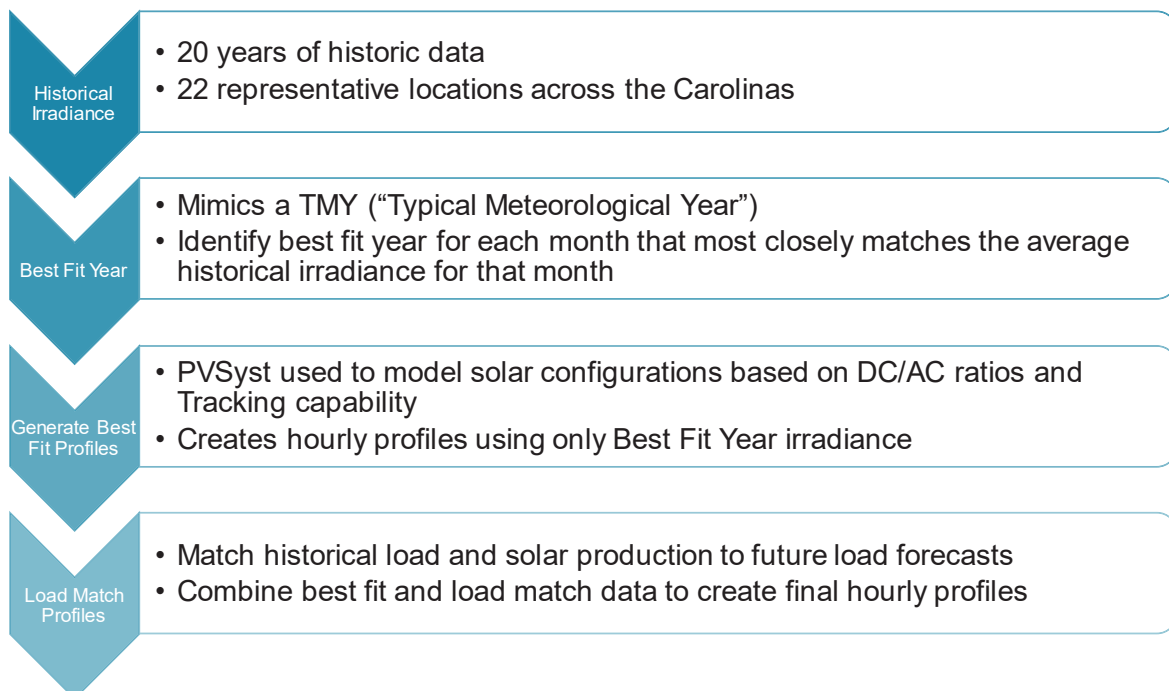 Historical
Irradiance
• 20 years of historic data
• 22 representative locations across the Carolinas
Best Fit Year
• Mimics a TMY (“Typical Meteorological Year”)
• Identify best fit year for each month that most closely matches the average
historical irradiance for that month
Generate Best
Fit Profiles
• PVSyst used to model solar configurations based on DC/AC ratios and
Tracking capability
• Creates hourly profiles using only Best Fit Year irradiance
Load Match
Profiles
• Match historical load and solar production to future load forecasts
• Combine best fit and load match data to create final hourly profiles